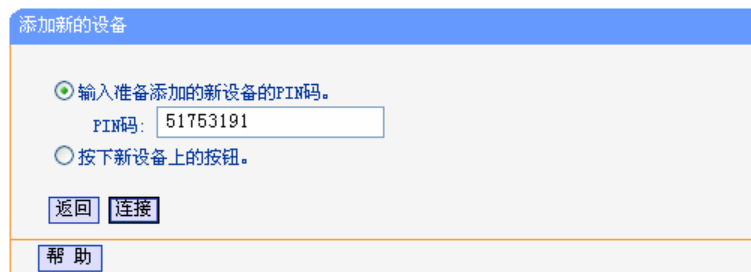 添加新的设备
输入准备添加的新设备的PIN码。
PIN码: 51753191
按下新设备上的按钮。
返回 连接
帮 助